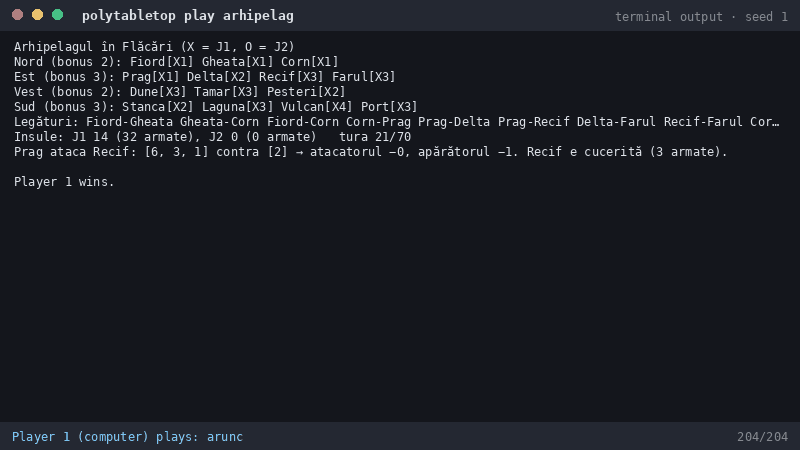 polytabletop play arhipelag
terminal output · seed 1
Arhipelagul în Flăcări (X = J1, O = J2)
Nord (bonus 2): Fiord[X1] Gheata[X1] Corn[X1]
Est (bonus 3): Prag[X1] Delta[X2] Recif[X3] Farul[X3]
Vest (bonus 2): Dune[X3] Tamar[X3] Pesteri[X2]
Sud (bonus 3): Stanca[X2] Laguna[X3] Vulcan[X4] Port[X3]
Legături: Fiord-Gheata Gheata-Corn Fiord-Corn Corn-Prag Prag-Delta Prag-Recif Delta-Farul Recif-Farul Cor…
Insule: J1 14 (32 armate), J2 0 (0 armate)   tura 21/70
Prag ataca Recif: [6, 3, 1] contra [2] → atacatorul −0, apărătorul −1. Recif e cucerită (3 armate).
Player 1 wins.
Player 1 (computer) plays: arunc
204/204